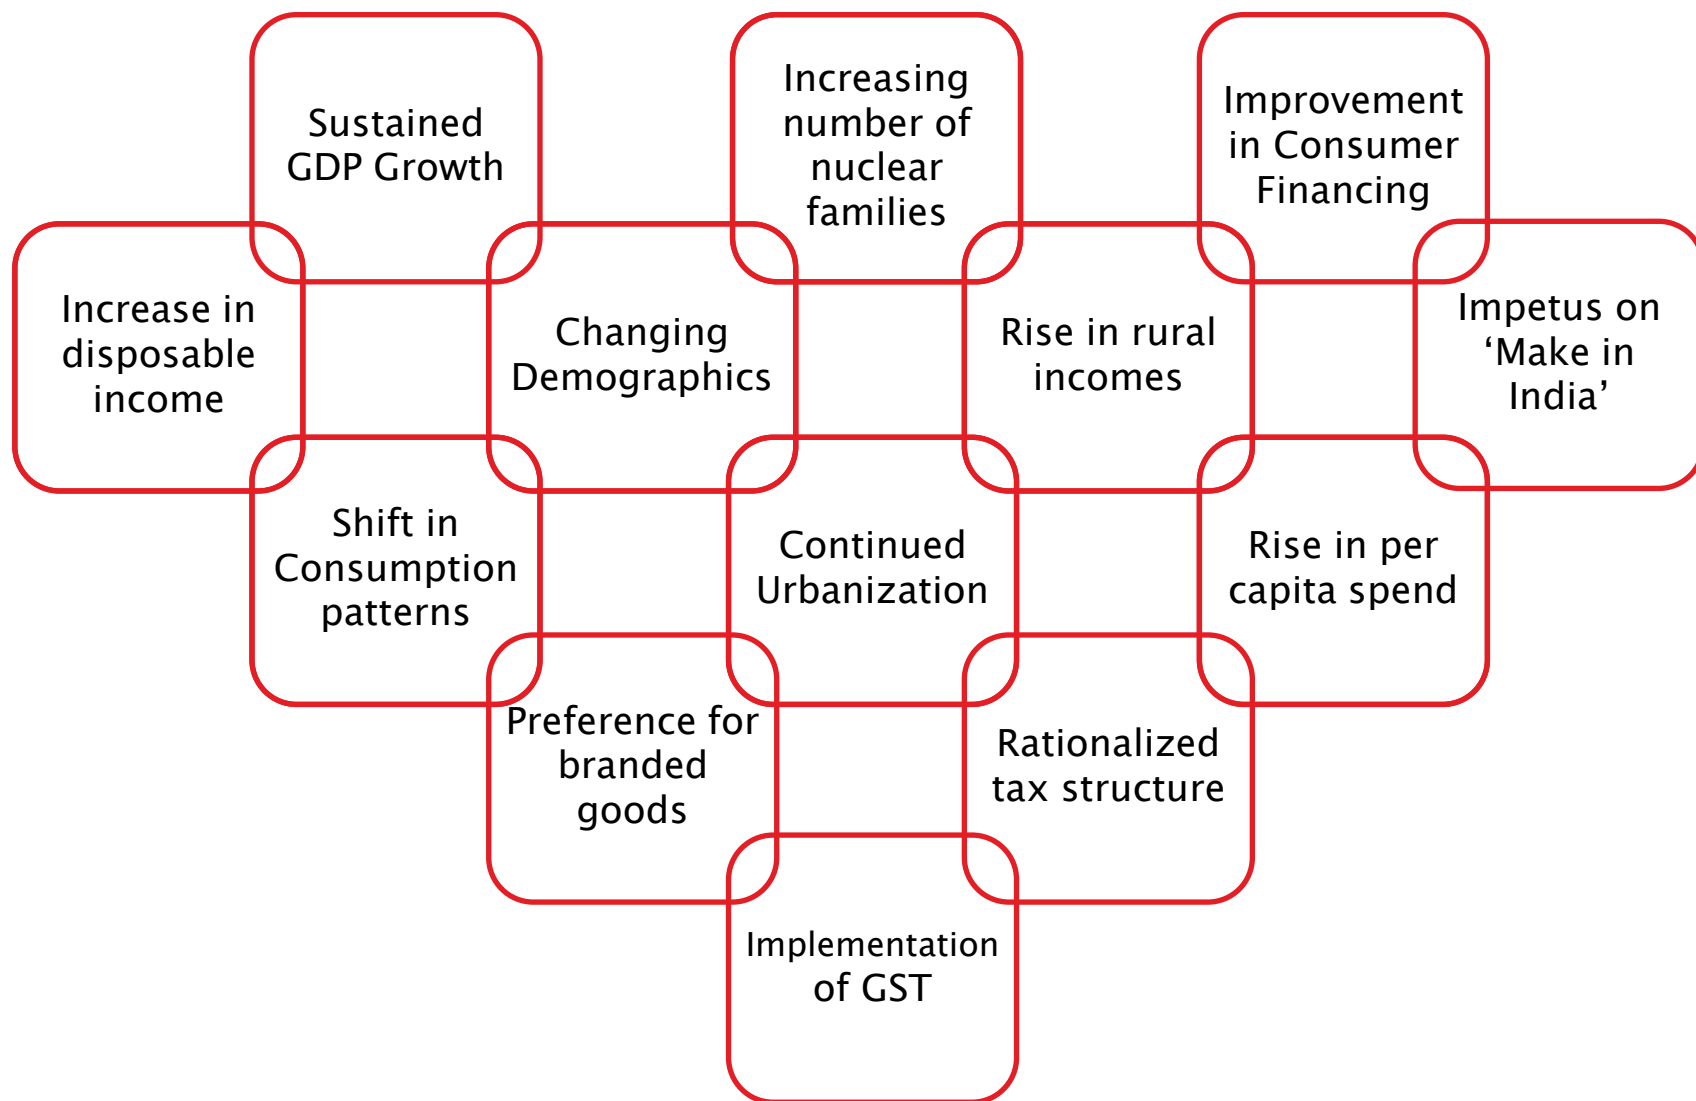 Sustained
GDP Growth
Increasing
number of
nuclear
families
Improvement
in Consumer
Financing
Increase in
disposable
income
Changing
Demographics
Rise in rural
incomes
Impetus on
‘Make in
India’
Shift in
Consumption
patterns
Continued
Urbanization
Rise in per
capita spend
Preference for
branded
goods
Rationalized
tax structure
Implementation
of GST